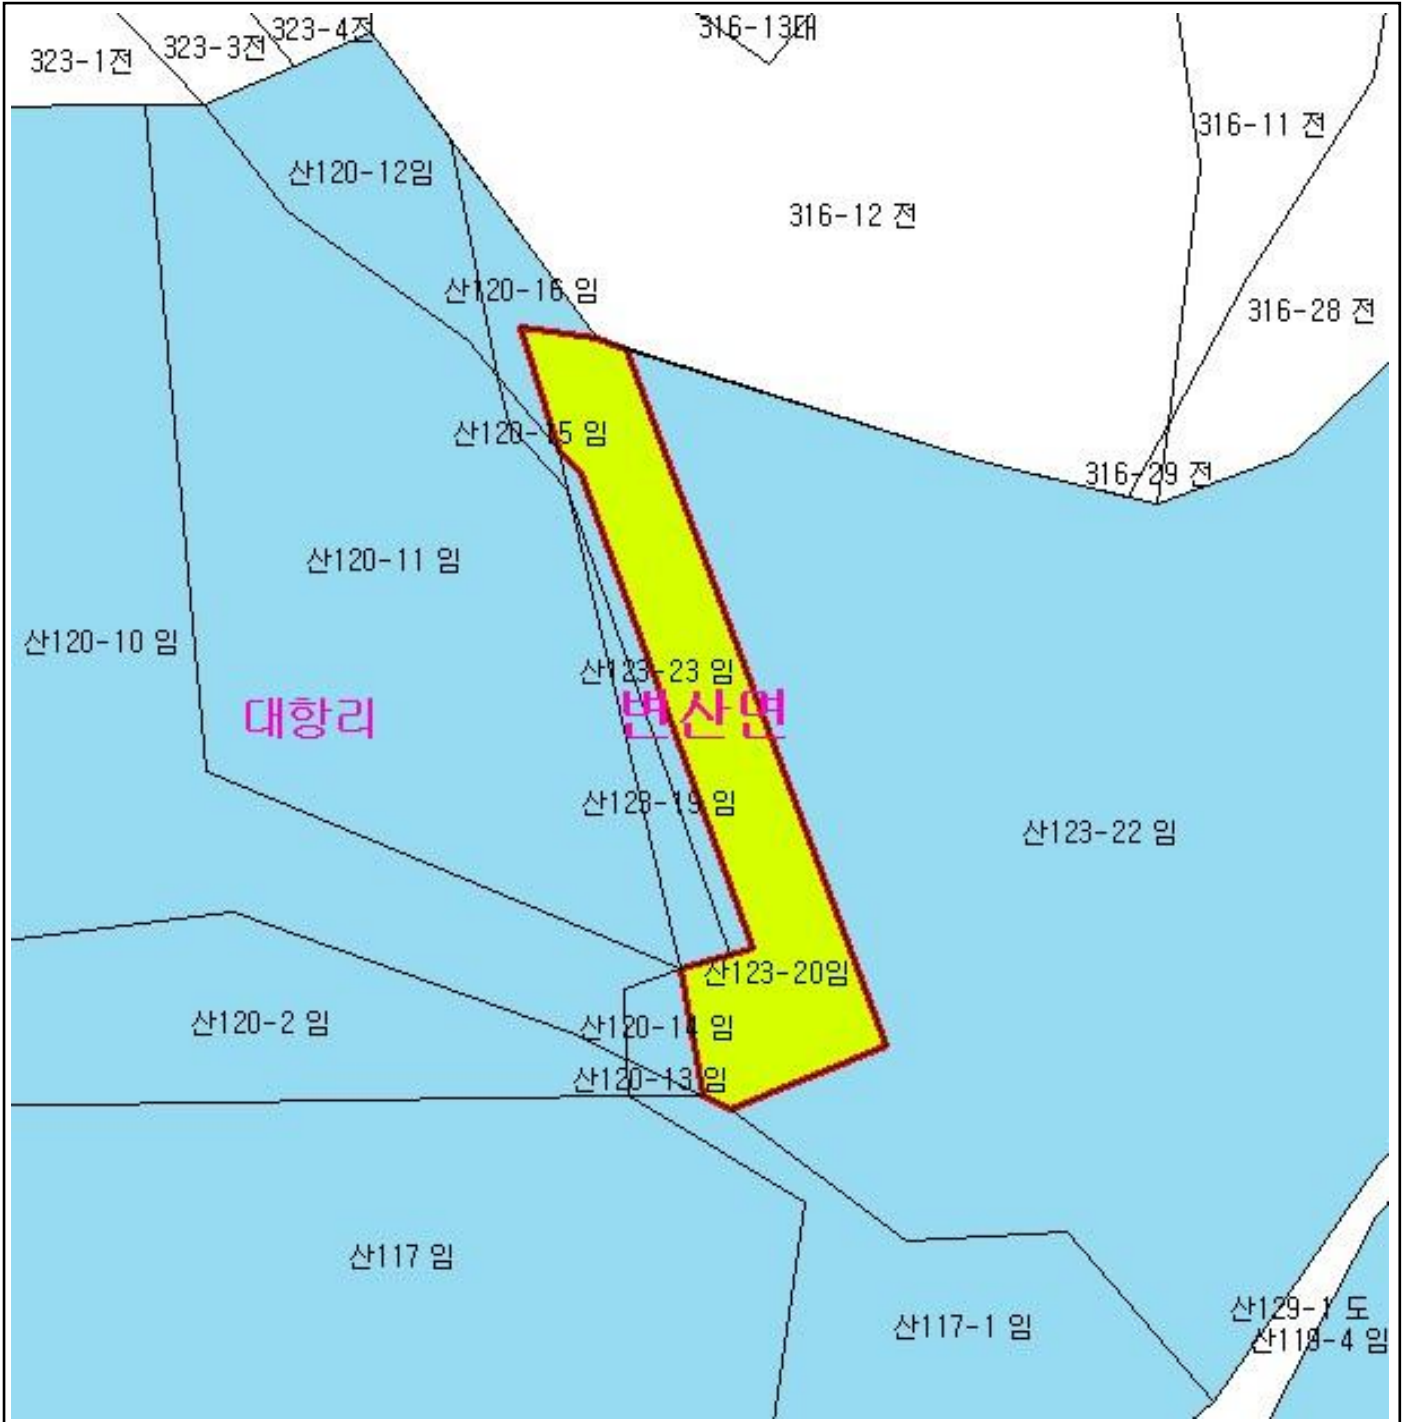 323-1전
323-3전
323-4전
316-13대
316-11 전
산120-12임
316-12 전
산120-16 임
316-28 전
산120-15 임
316-29 전
산120-11 임
산120-10 임
산123-23 임
대항리
변산면
산123-19 임
산123-22 임
산123-20임
산120-2 임
산120-14 임
산120-13 임
산117 임
산129-1 도
산117-1 임
산119-4 임